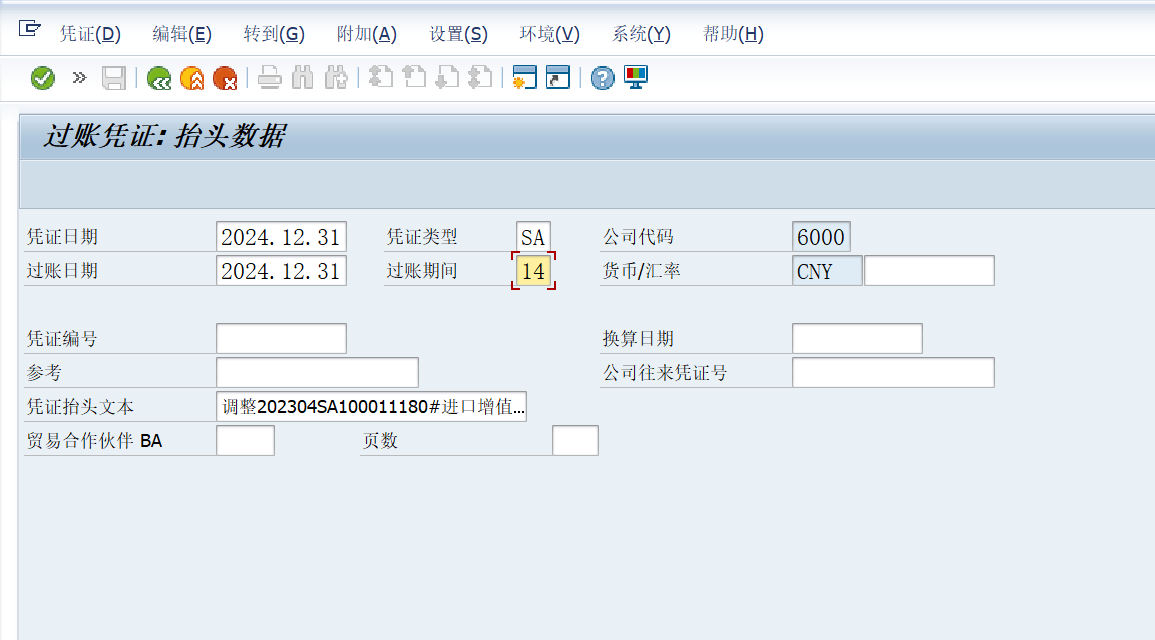 凭证(D) 编辑(E) 转到(G) 附加(A) 设置(S) 环境(V) 系统(Y) 帮助(H)
过账凭证: 抬头数据
凭证日期 2024.12.31 凭证类型 SA 公司代码 6000
过账日期 2024.12.31 过账期间 14 货币/汇率 CNY
凭证编号 换算日期
参考 公司往来凭证号
凭证抬头文本 调整202304SA100011180#进口增值...
贸易合作伙伴 BA 页数